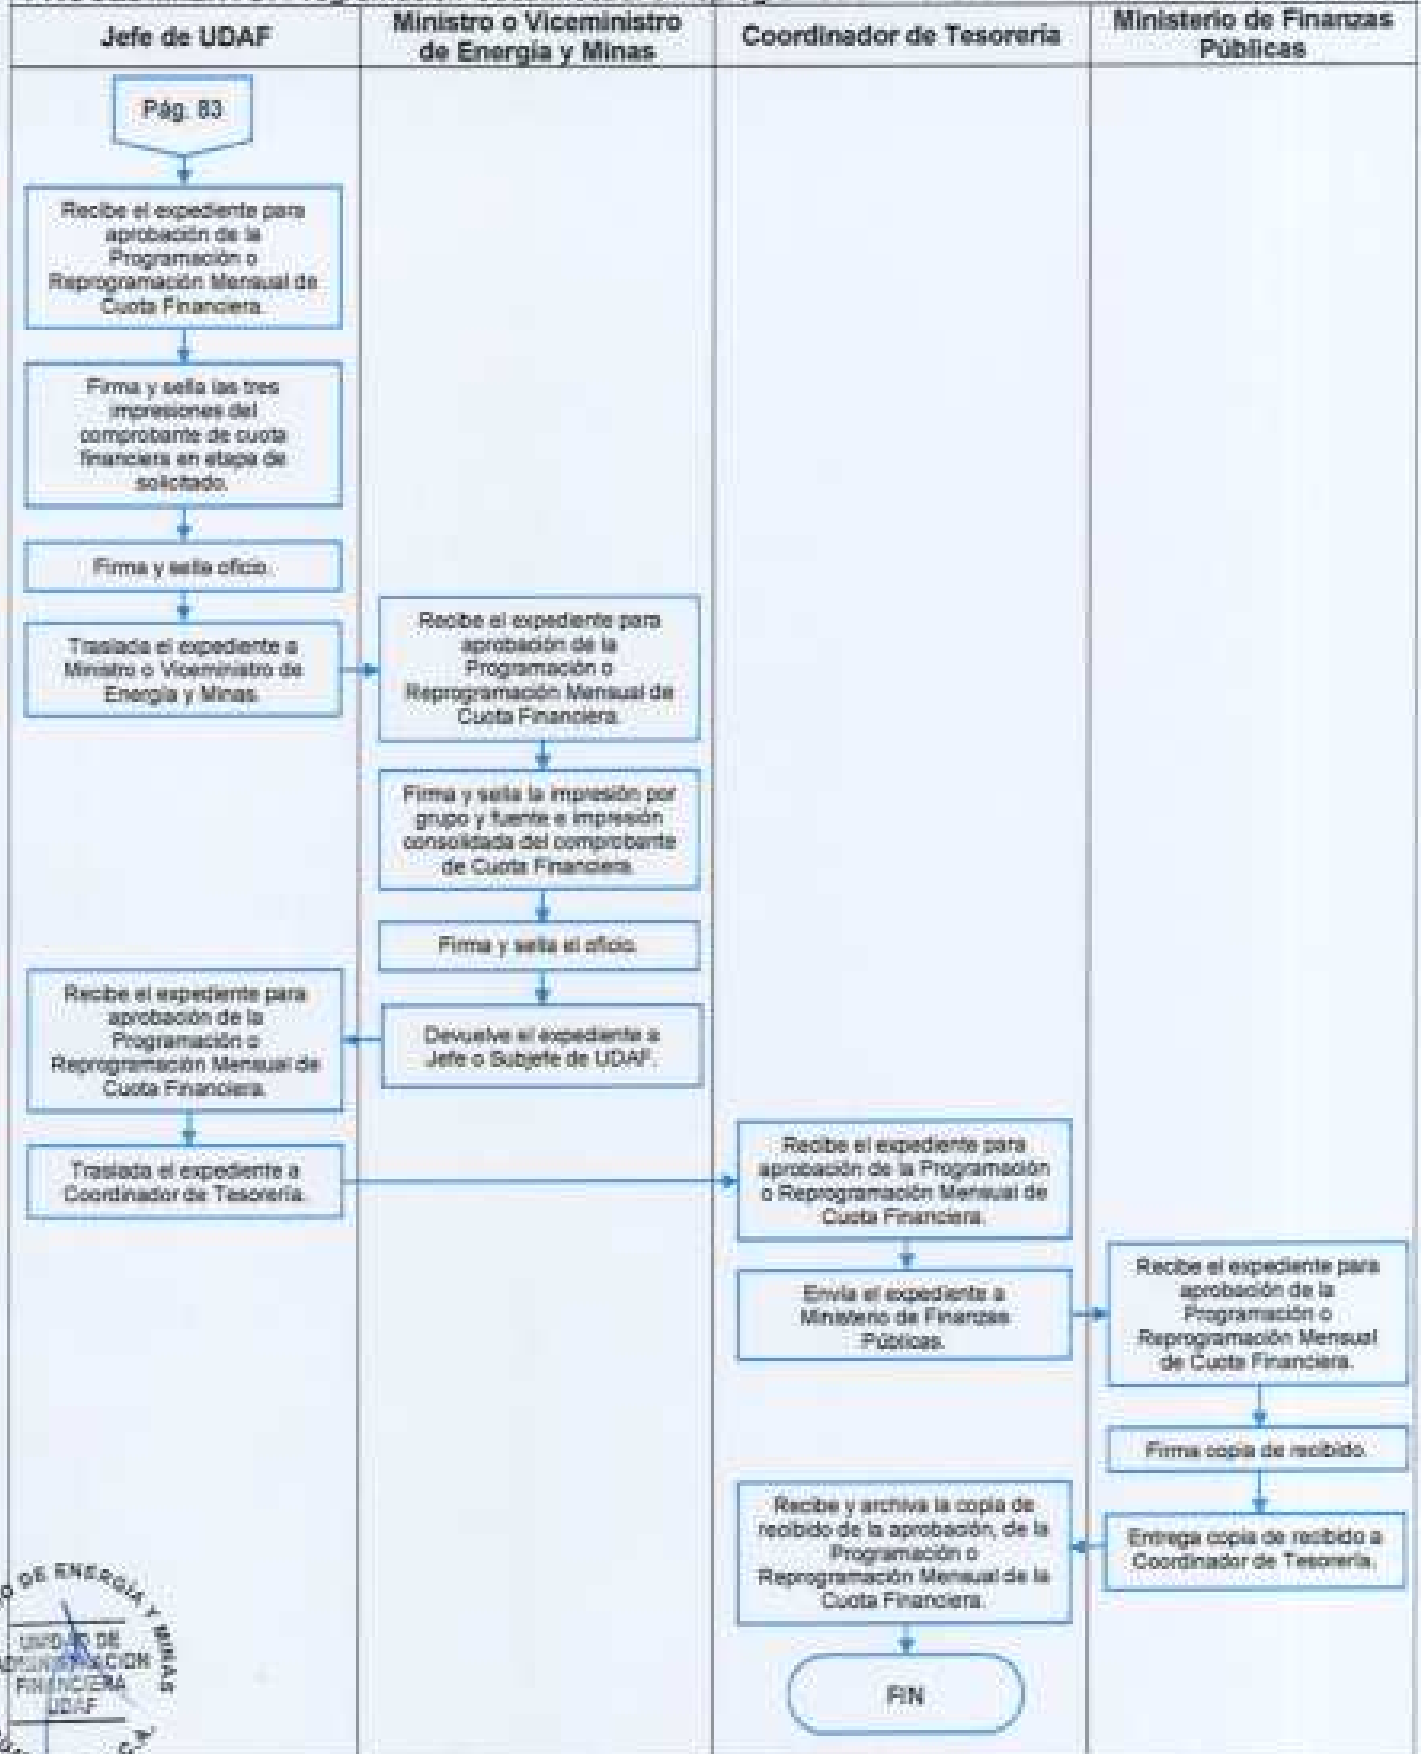 Jefe de UDAF
Ministro o Viceministro
de Energía y Minas
Coordinador de Tesorería
Ministerio de Finanzas
Públicas
Pág. 83
Recibe el expediente para
aprobación de la
Programación o
Reprogramación Mensual de
Cuota Financiera.
Firma y sella las tres
impresiones del
comprobante de cuota
financiera en etapa de
solicitado.
Firma y sella oficio.
Traslada el expediente a
Ministro o Viceministro de
Energía y Minas.
Recibe el expediente para
aprobación de la
Programación o
Reprogramación Mensual de
Cuota Financiera.
Firma y sella la impresión por
grupo y fuente e impresión
consolidada del comprobante
de Cuota Financiera.
Firma y sella el oficio.
Devuelve el expediente a
Jefe o Subjefe de UDAF.
Recibe el expediente para
aprobación de la
Programación o
Reprogramación Mensual de
Cuota Financiera.
Traslada el expediente a
Coordinador de Tesorería.
Recibe el expediente para
aprobación de la Programación
o Reprogramación Mensual de
Cuota Financiera.
Envía el expediente a
Ministerio de Finanzas
Públicas.
Recibe el expediente para
aprobación de la
Programación o
Reprogramación Mensual
de Cuota Financiera.
Firma copia de recibido.
Entrega copia de recibido a
Coordinador de Tesorería.
Recibe y archiva la copia de
recibido de la aprobación, de la
Programación o
Reprogramación Mensual de la
Cuota Financiera.
FIN
DE ENERGÍA Y MINAS
UNIDAD DE
ADMINISTRACION
FINANCIERA
UDAF